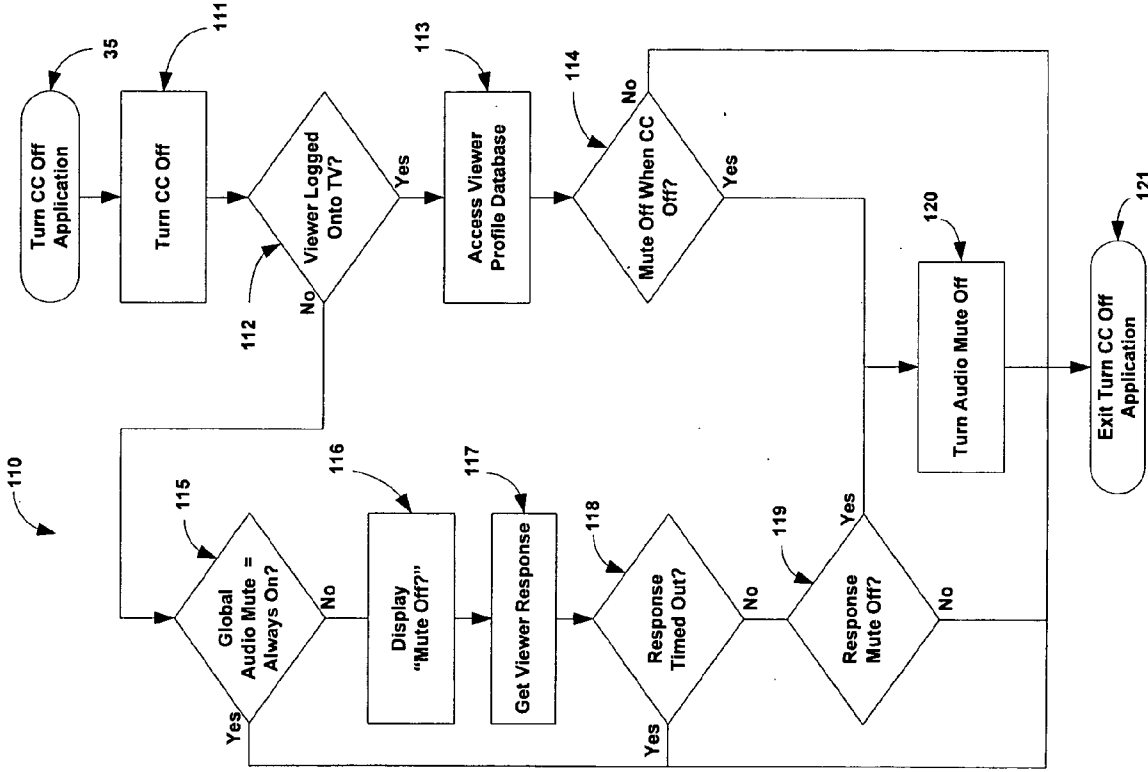 110
Turn CC Off
Application
35
Turn CC Off
111
Viewer Logged
Onto TV?
112
No
Yes
Access Viewer
Profile Database
113
Mute Off When CC
Off?
114
No
Yes
Global
Audio Mute =
Always On?
115
Yes
No
Display
“Mute Off?”
116
Get Viewer Response
117
Response
Timed Out?
118
Yes
No
Response
Mute Off?
119
Yes
No
Turn Audio Mute Off
120
Exit Turn CC Off
Application
121